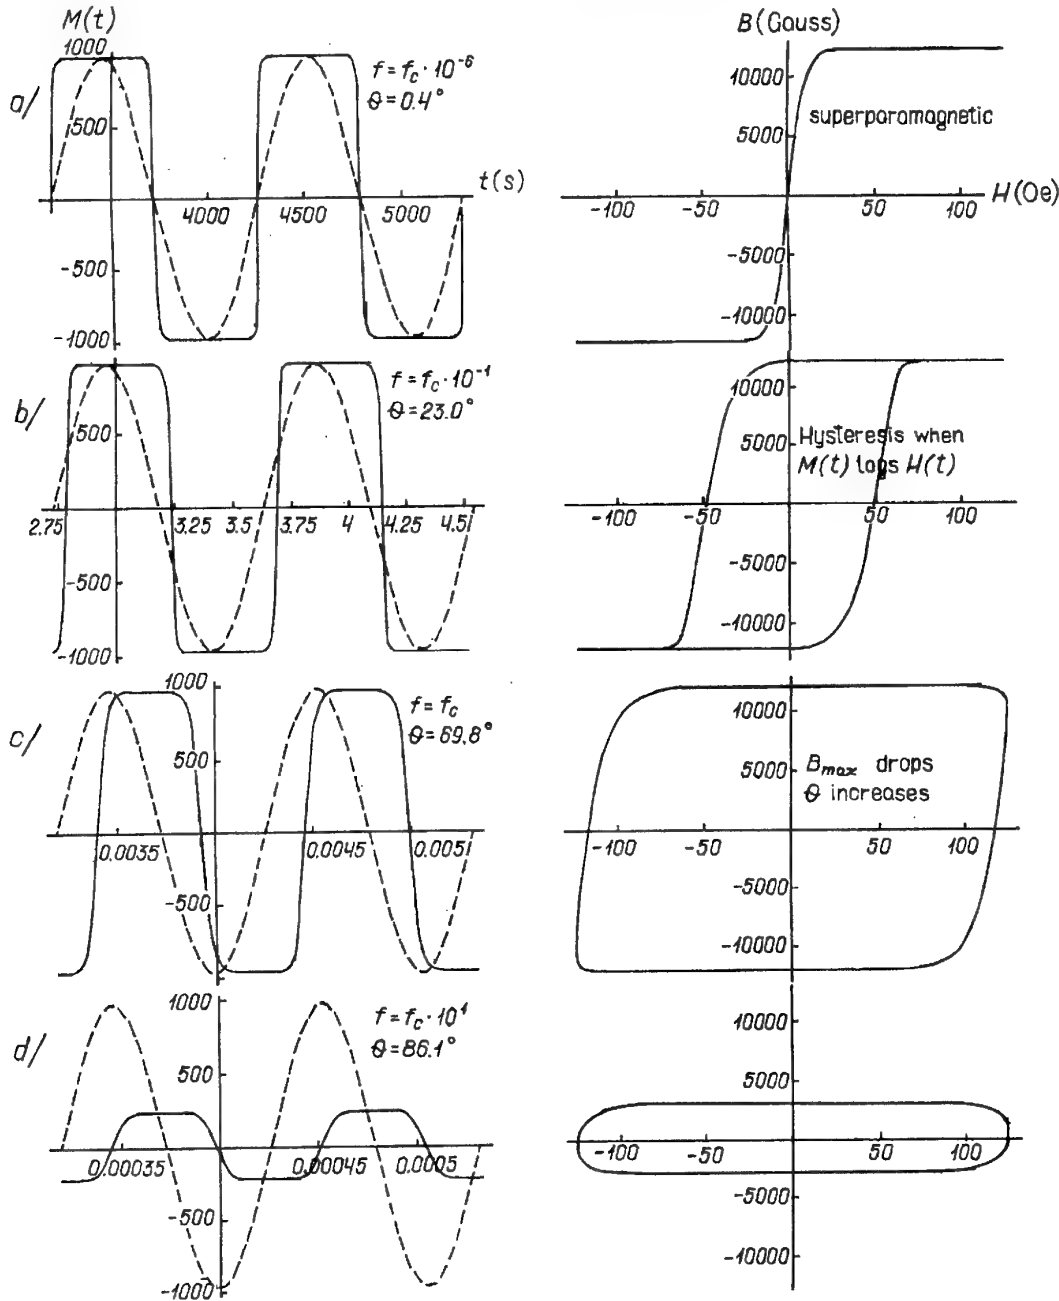 M(t)
B(Gauss)
a/
1000
500
-500
-1000
4000
4500
5000
t(s)
f = f_c · 10⁻⁶
Θ = 0.4°
10000
5000
-5000
-10000
-100
-50
50
100
H(Oe)
superparamagnetic
b/
500
-500
-1000
2.75
3.25
3.5
3.75
4
4.25
4.5
f = f_c · 10⁻¹
Θ = 23.0°
10000
5000
-5000
-10000
-100
-50
50
100
Hysteresis when
M(t) lags H(t)
c/
1000
500
-500
0.0035
0.0045
0.005
f = f_c
Θ = 69,8°
10000
5000
-5000
-10000
-100
-50
50
100
B_max drops
Θ increases
d/
1000
500
-500
-1000
0.00035
0.00045
0.0005
f = f_c · 10¹
Θ = 86.1°
10000
5000
-5000
-10000
-100
-50
50
100